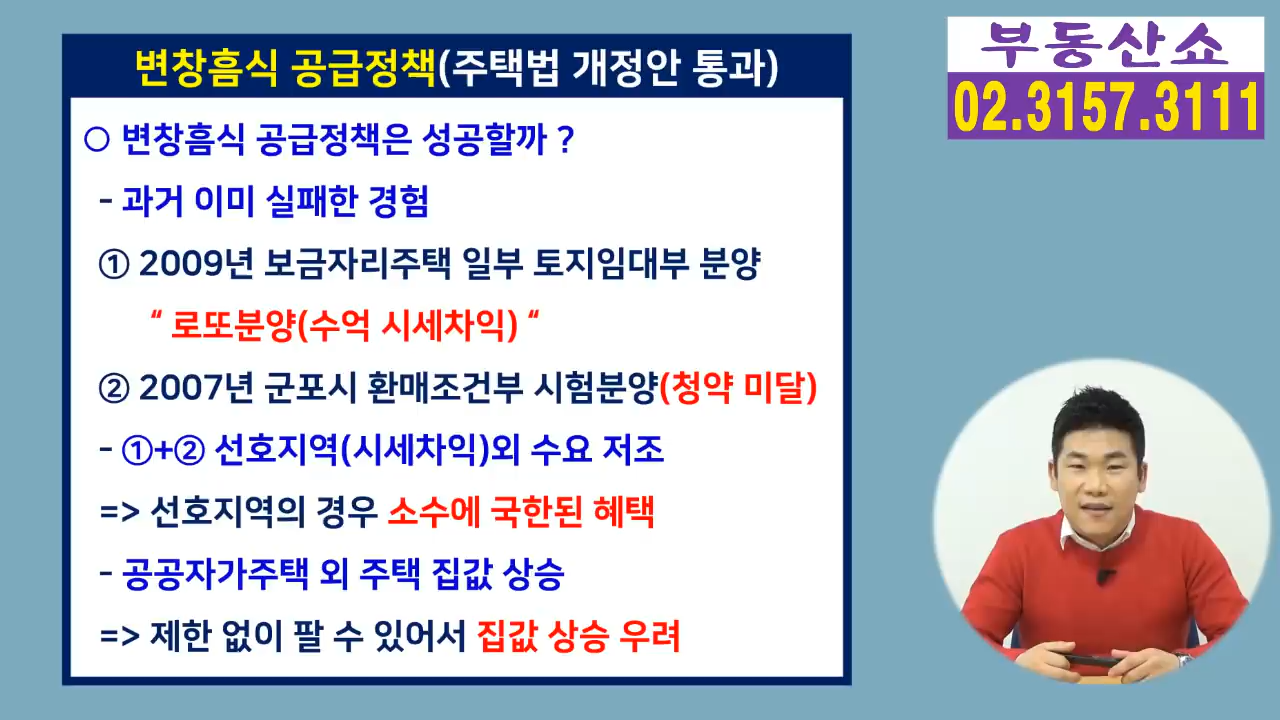 변창흠식 공급정책(주택법 개정안 통과)
부동산쇼
02.3157.3111
○ 변창흠식 공급정책은 성공할까 ?
- 과거 이미 실패한 경험
① 2009년 보금자리주택 일부 토지임대부 분양
“ 로또분양(수억 시세차익) “
② 2007년 군포시 환매조건부 시험분양(청약 미달)
- ①+② 선호지역(시세차익)외 수요 저조
=> 선호지역의 경우 소수에 국한된 혜택
- 공공자가주택 외 주택 집값 상승
=> 제한 없이 팔 수 있어서 집값 상승 우려